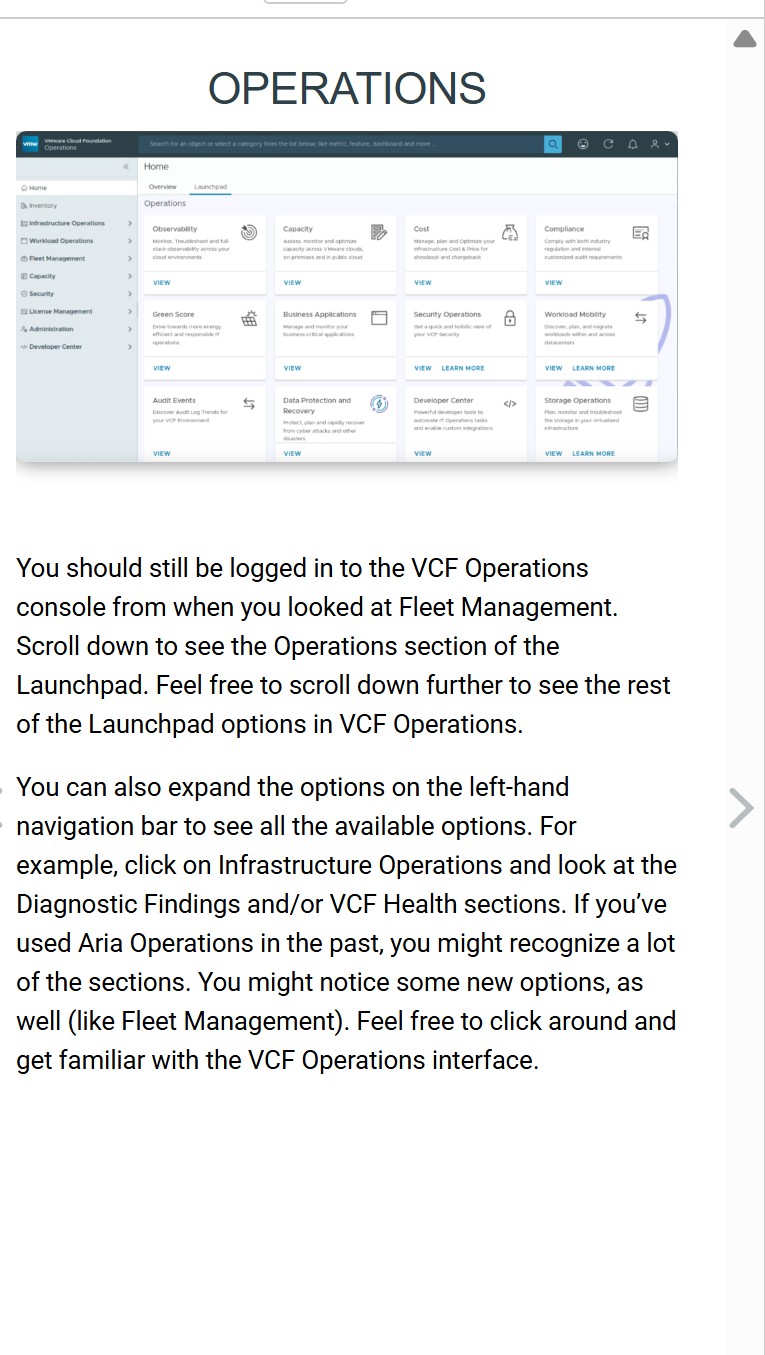 OPERATIONS
vmw
VMware Cloud Foundation
Operations
Search for an object or select a category from the list below, like metric, feature, dashboard and more ...
Home
Overview Launchpad
Home
Inventory
Infrastructure Operations
Workload Operations
Fleet Management
Capacity
Security
License Management
Administration
Developer Center
Operations
Observability
Monitor, Troubleshoot and full-
stack observability across your
cloud environments
VIEW
Capacity
Assess, monitor and optimize
capacity across VMware clouds,
on-premises and in public cloud
VIEW
Cost
Manage, plan and Optimize your
Infrastructure Cost & Price for
showback and chargeback
VIEW
Compliance
Comply with both industry
regulation and internal
customized audit requirements
VIEW
Green Score
Drive towards more energy
efficient and responsible IT
operations
VIEW
Business Applications
Manage and monitor your
business-critical applications
VIEW
Security Operations
Get a quick and holistic view of
your VCF Security
VIEW LEARN MORE
Workload Mobility
Discover, plan, and migrate
workloads within and across
datacenters
VIEW LEARN MORE
Audit Events
Discover Audit Log Trends for
your VCF Environment
VIEW
Data Protection and
Recovery
Protect, plan and rapidly recover
from cyber attacks and other
disasters
VIEW
Developer Center
Powerful developer tools to
automate IT Operations tasks
and enable custom integrations
VIEW
Storage Operations
Plan, monitor and troubleshoot
the storage in your virtualized
infrastructure
VIEW LEARN MORE
You should still be logged in to the VCF Operations
console from when you looked at Fleet Management.
Scroll down to see the Operations section of the
Launchpad. Feel free to scroll down further to see the rest
of the Launchpad options in VCF Operations.
You can also expand the options on the left-hand
navigation bar to see all the available options. For
example, click on Infrastructure Operations and look at the
Diagnostic Findings and/or VCF Health sections. If you’ve
used Aria Operations in the past, you might recognize a lot
of the sections. You might notice some new options, as
well (like Fleet Management). Feel free to click around and
get familiar with the VCF Operations interface.